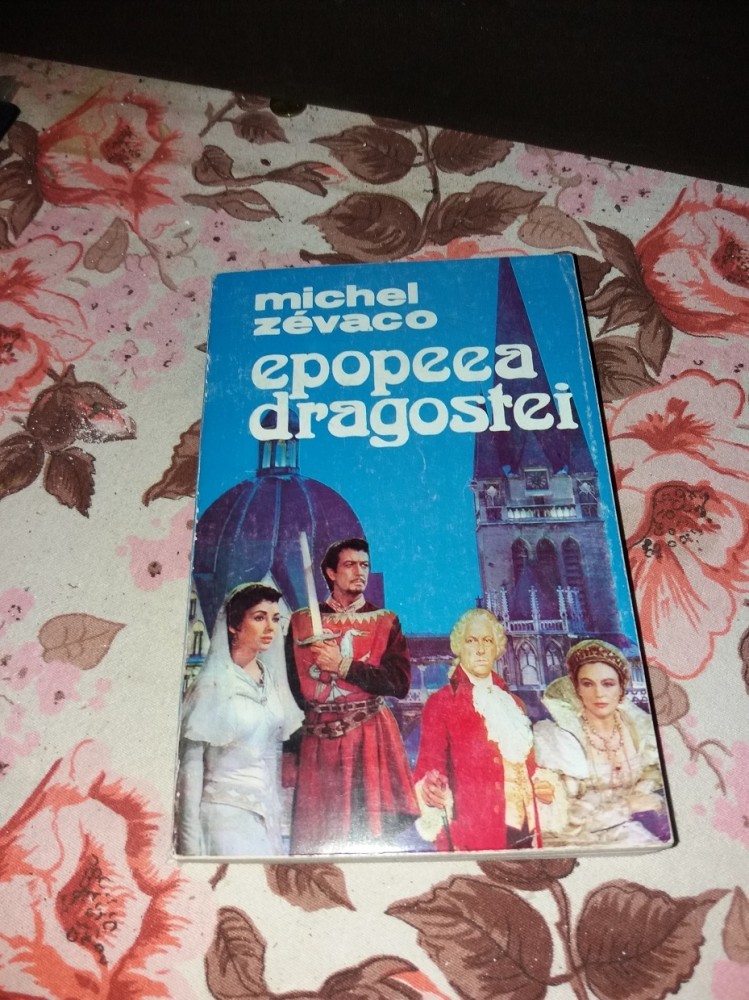 michel
zévaco
epopeea
dragostei